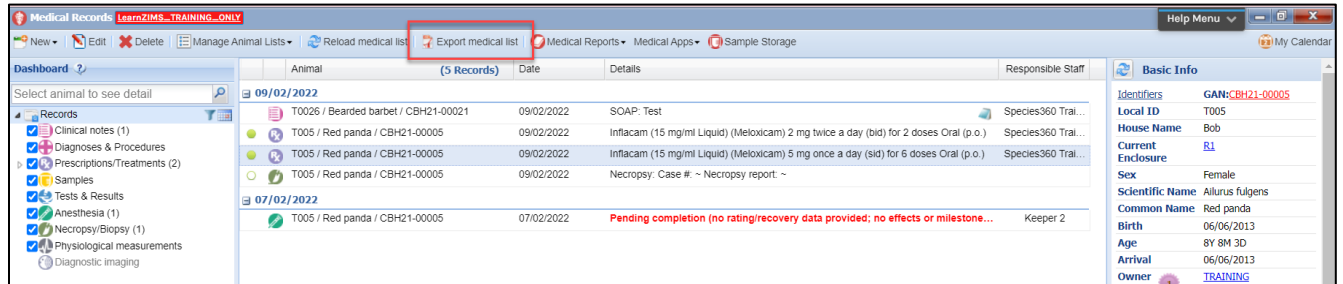 Medical Records LearnZIMS_TRAINING_ONLY
Help Menu
New Edit Delete Manage Animal Lists Reload medical list Export medical list Medical Reports Medical Apps Sample Storage My Calendar
Dashboard
Select animal to see detail
Records
Clinical notes (1)
Diagnoses & Procedures
Prescriptions/Treatments (2)
Samples
Tests & Results
Anesthesia (1)
Necropsy/Biopsy (1)
Physiological measurements
Diagnostic imaging
Animal (5 Records) Date Details Responsible Staff
09/02/2022
T0026 / Bearded barbet / CBH21-00021 09/02/2022 SOAP: Test Species360 Trai...
T005 / Red panda / CBH21-00005 09/02/2022 Inflacam (15 mg/ml Liquid) (Meloxicam) 2 mg twice a day (bid) for 2 doses Oral (p.o.) Species360 Trai...
T005 / Red panda / CBH21-00005 09/02/2022 Inflacam (15 mg/ml Liquid) (Meloxicam) 5 mg once a day (sid) for 6 doses Oral (p.o.) Species360 Trai...
T005 / Red panda / CBH21-00005 09/02/2022 Necropsy: Case #: ~ Necropsy report: ~
07/02/2022
T005 / Red panda / CBH21-00005 07/02/2022 Pending completion (no rating/recovery data provided; no effects or milestone... Keeper 2
Basic Info
Identifiers GAN:CBH21-00005
Local ID T005
House Name Bob
Current Enclosure R1
Sex Female
Scientific Name Ailurus fulgens
Common Name Red panda
Birth 06/06/2013
Age 8Y 8M 3D
Arrival 06/06/2013
Owner TRAINING